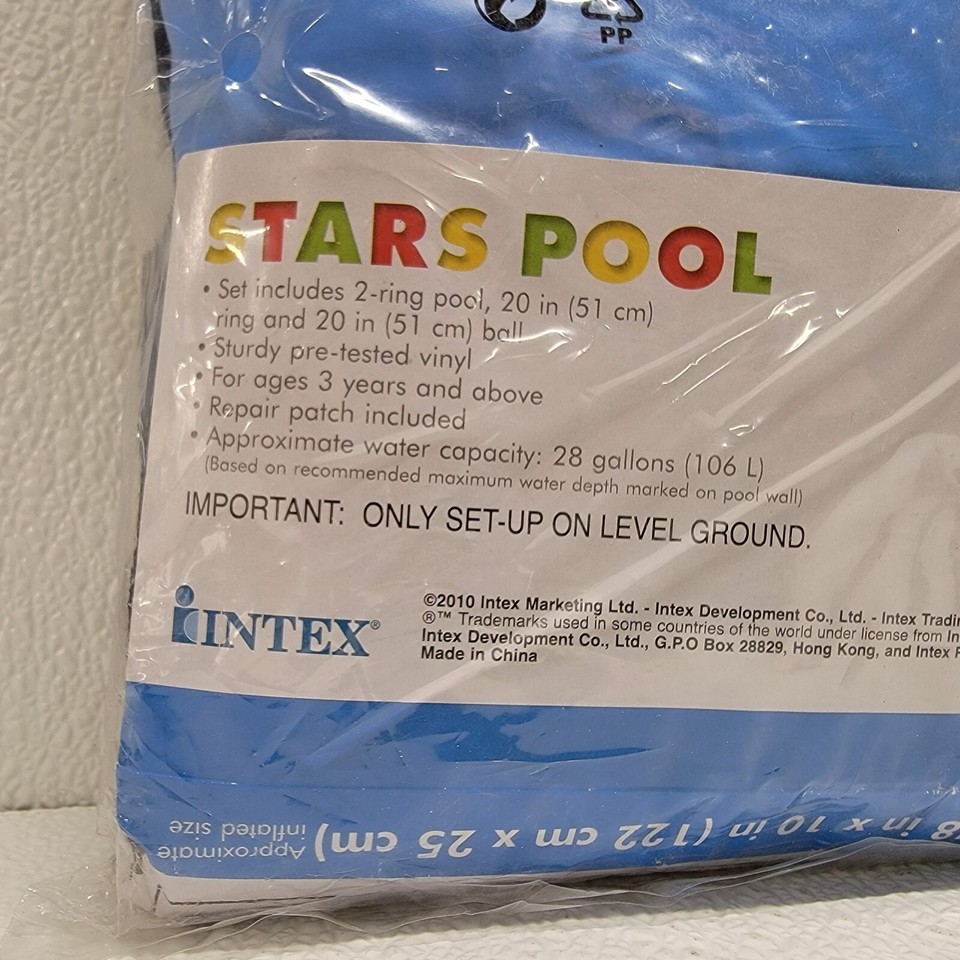 PP
STARS POOL
• Set includes 2-ring pool, 20 in (51 cm)
ring and 20 in (51 cm) ball
• Sturdy pre-tested vinyl
• For ages 3 years and above
• Repair patch included
• Approximate water capacity: 28 gallons (106 L)
(Based on recommended maximum water depth marked on pool wall)
IMPORTANT: ONLY SET-UP ON LEVEL GROUND.
INTEX®
©2010 Intex Marketing Ltd. - Intex Development Co., Ltd. - Intex Tradin
®™ Trademarks used in some countries of the world under license from In
Intex Development Co., Ltd., G.P.O Box 28829, Hong Kong, and Intex
Made in China
8 in x 10 in (122 cm x 25 cm)
Approximate
inflated size